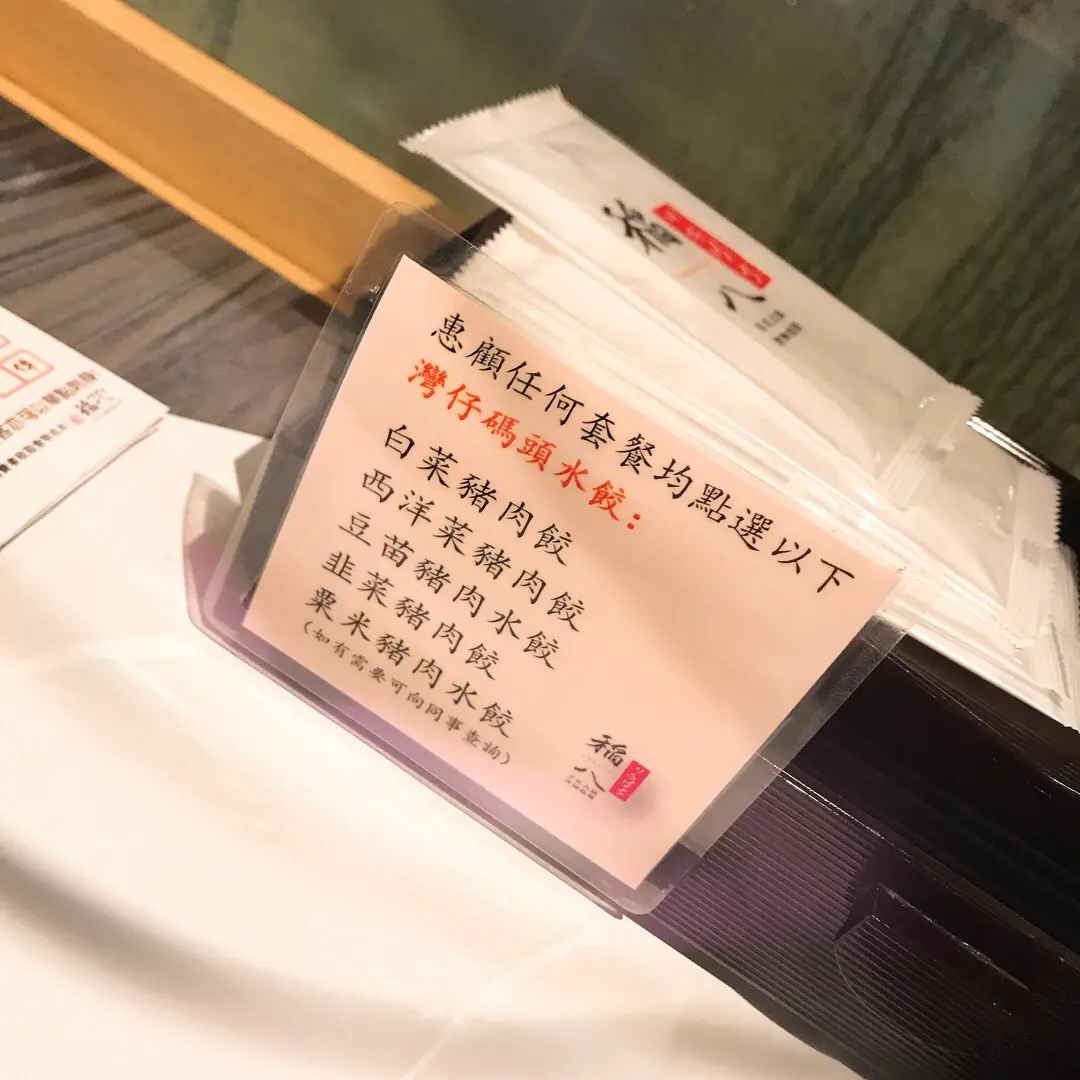 惠顧任何套餐均點選以下
灣仔碼頭水餃:
白菜豬肉餃
西洋菜豬肉餃
豆苗豬肉水餃
韭菜豬肉餃
粟米豬肉水餃
(如有需要可向同事查詢)
稻
八
稻
八